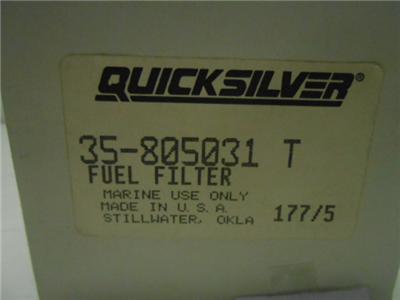 QUICKSILVER®
35-805031 T
FUEL FILTER
MARINE USE ONLY
MADE IN U.S.A.
STILLWATER, OKLA 177/5